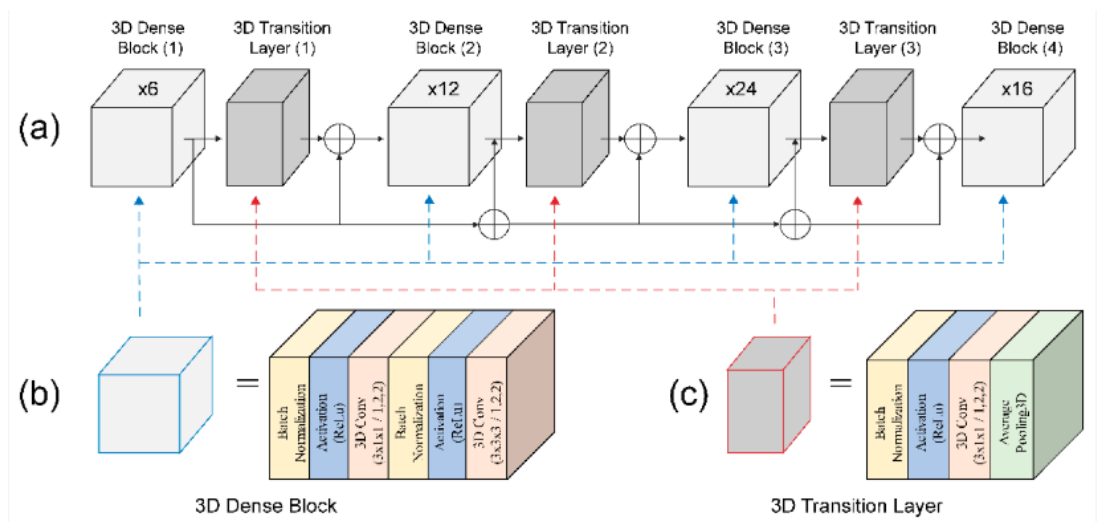 3D Dense
Block (1)
3D Transition
Layer (1)
3D Dense
Block (2)
3D Transition
Layer (2)
3D Dense
Block (3)
3D Transition
Layer (3)
3D Dense
Block (4)
(a)
x6
x12
x24
x16
(b)
=
Batch
Normalization
Activation
(ReLu)
3D Conv
(3x1x1 / 1,2,2)
Batch
Normalization
Activation
(ReLu)
3D Conv
(3x3x3 / 1,2,2)
3D Dense Block
(c)
=
Batch
Normalization
Activation
(ReLu)
3D Conv
(3x1x1 / 1,2,2)
Average
Pooling3D
3D Transition Layer